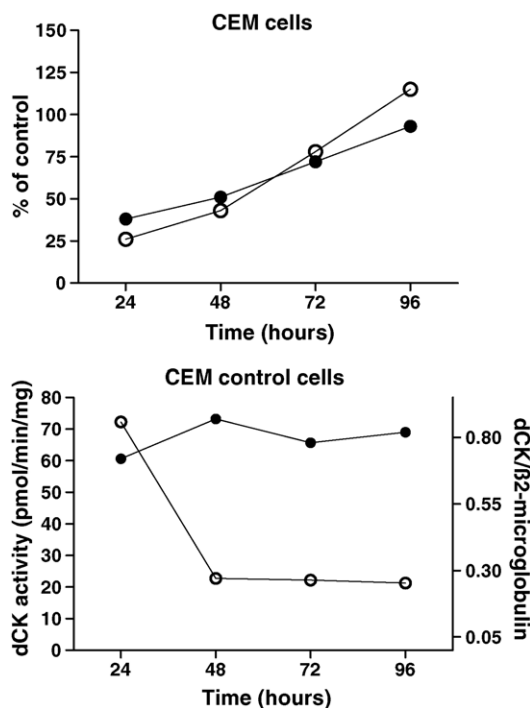 CEM cells
150
125
100
75
50
25
0
% of control
24 48 72 96
Time (hours)
CEM control cells
80
70
60
50
40
30
20
10
0
dCK activity (pmol/min/mg)
0.80
0.55
0.30
0.05
dCK/β2-microglobulin
24 48 72 96
Time (hours)